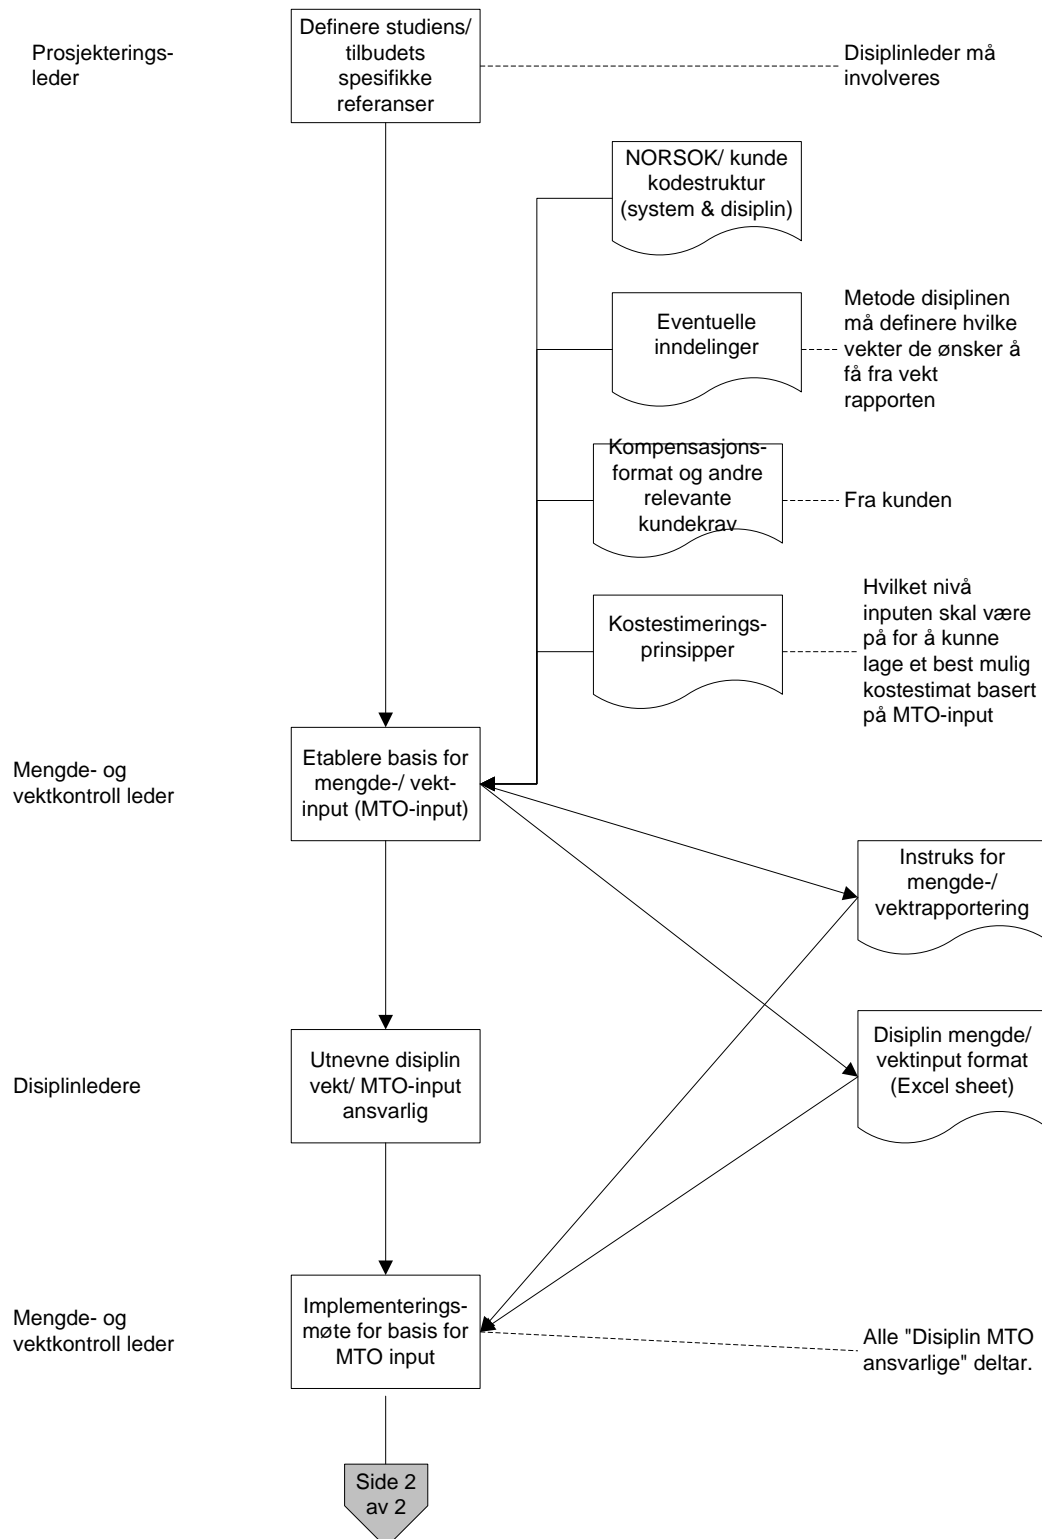 Prosjekterings-
leder
Definere studiens/
tilbudets
spesifikke
referanser
Disiplinleder må
involveres
NORSOK/ kunde
kodestruktur
(system & disiplin)
Eventuelle
inndelinger
Metode disiplinen
må definere hvilke
vekter de ønsker å
få fra vekt
rapporten
Kompensasjons-
format og andre
relevante
kundekrav
Fra kunden
Kostestimerings-
prinsipper
Hvilket nivå
inputen skal være
på for å kunne
lage et best mulig
kostestimat basert
på MTO-input
Mengde- og
vektkontroll leder
Etablere basis for
mengde-/ vekt-
input (MTO-input)
Instruks for
mengde-/
vektrapportering
Disiplinledere
Utnevne disiplin
vekt/ MTO-input
ansvarlig
Disiplin mengde/
vektinput format
(Excel sheet)
Mengde- og
vektkontroll leder
Implementerings-
møte for basis for
MTO input
Alle "Disiplin MTO
ansvarlige" deltar.
Side 2
av 2